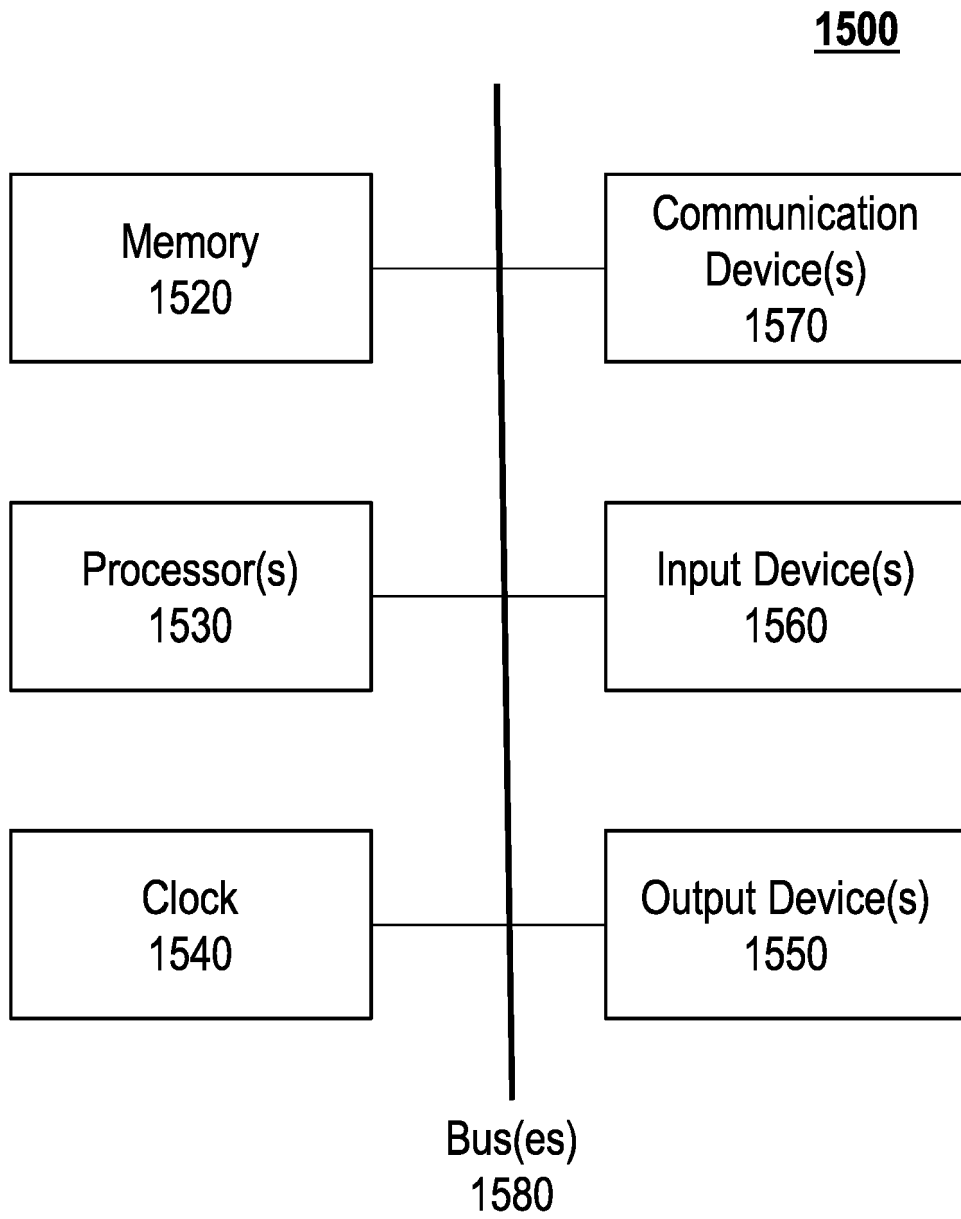 1500
Memory
1520
Communication
Device(s)
1570
Processor(s)
1530
Input Device(s)
1560
Clock
1540
Output Device(s)
1550
Bus(es)
1580